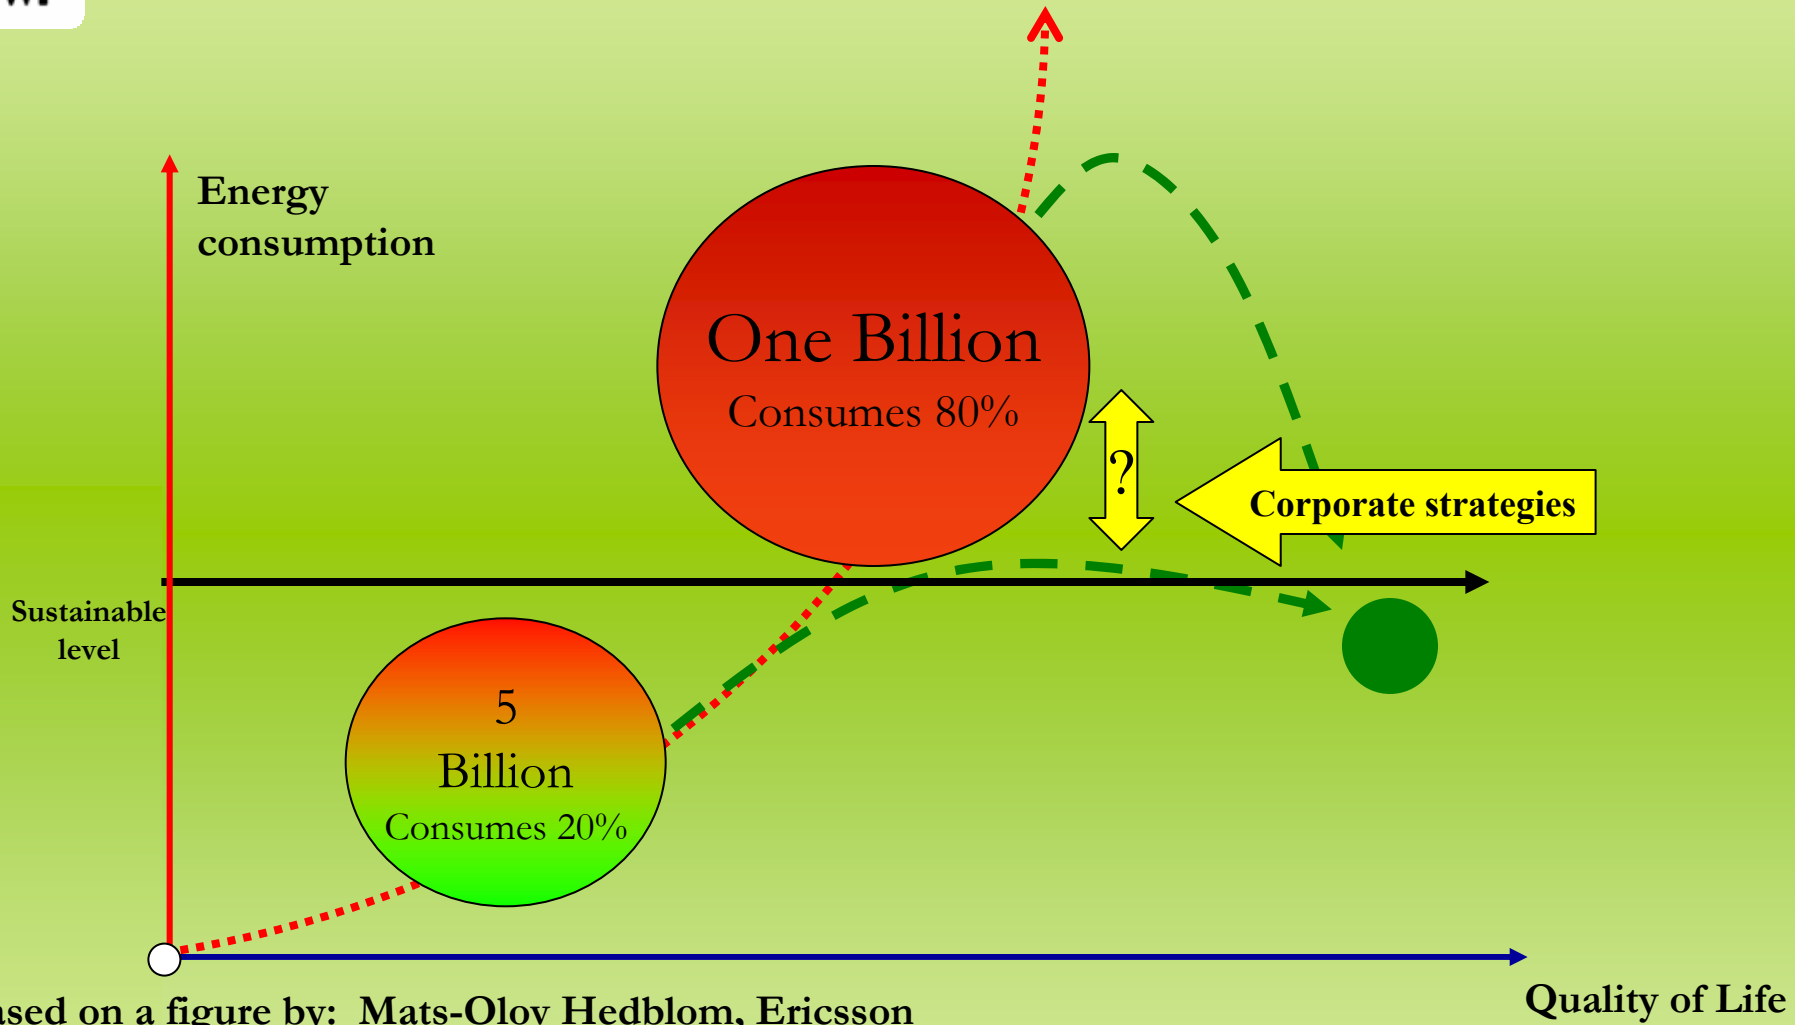 Energy
consumption
One Billion
Consumes 80%
?
Corporate strategies
Sustainable
level
5
Billion
Consumes 20%
Quality of Life
on a figure by: Mats-Olov Hedblom, Ericsson